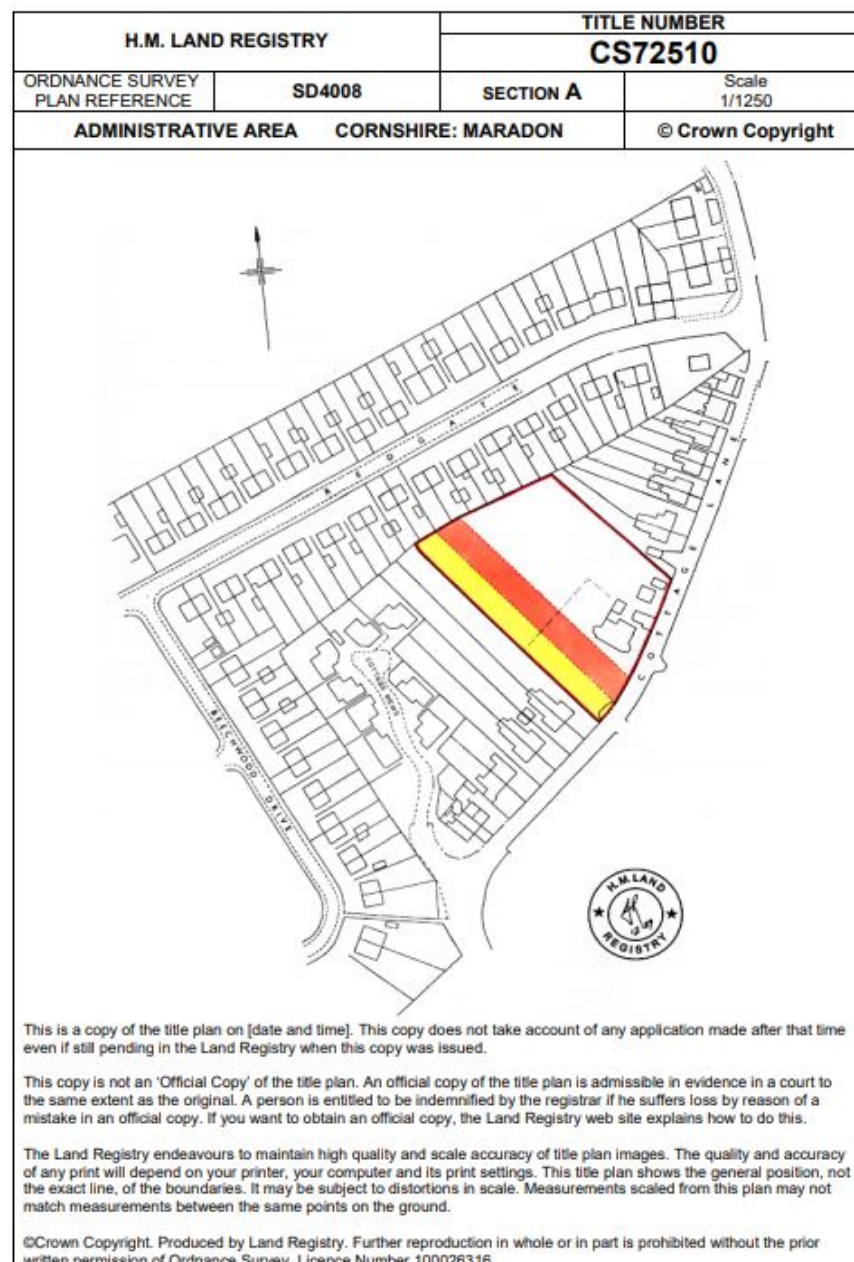 H.M. LAND REGISTRY
TITLE NUMBER
CS72510
ORDNANCE SURVEY
PLAN REFERENCE
SD4008
SECTION A
Scale
1/1250
ADMINISTRATIVE AREA CORNSHIRE: MARADON
© Crown Copyright
AEDGATE
COTTAGE LANE
COTTAGE MEWS
BEECHWOOD DRIVE
H.M.LAND
REGISTRY
This is a copy of the title plan on [date and time]. This copy does not take account of any application made after that time
even if still pending in the Land Registry when this copy was issued.
This copy is not an 'Official Copy' of the title plan. An official copy of the title plan is admissible in evidence in a court to
the same extent as the original. A person is entitled to be indemnified by the registrar if he suffers loss by reason of a
mistake in an official copy. If you want to obtain an official copy, the Land Registry web site explains how to do this.
The Land Registry endeavours to maintain high quality and scale accuracy of title plan images. The quality and accuracy
of any print will depend on your printer, your computer and its print settings. This title plan shows the general position, not
the exact line, of the boundaries. It may be subject to distortions in scale. Measurements scaled from this plan may not
match measurements between the same points on the ground.
©Crown Copyright. Produced by Land Registry. Further reproduction in whole or in part is prohibited without the prior
written permission of Ordnance Survey. Licence Number 100026316.